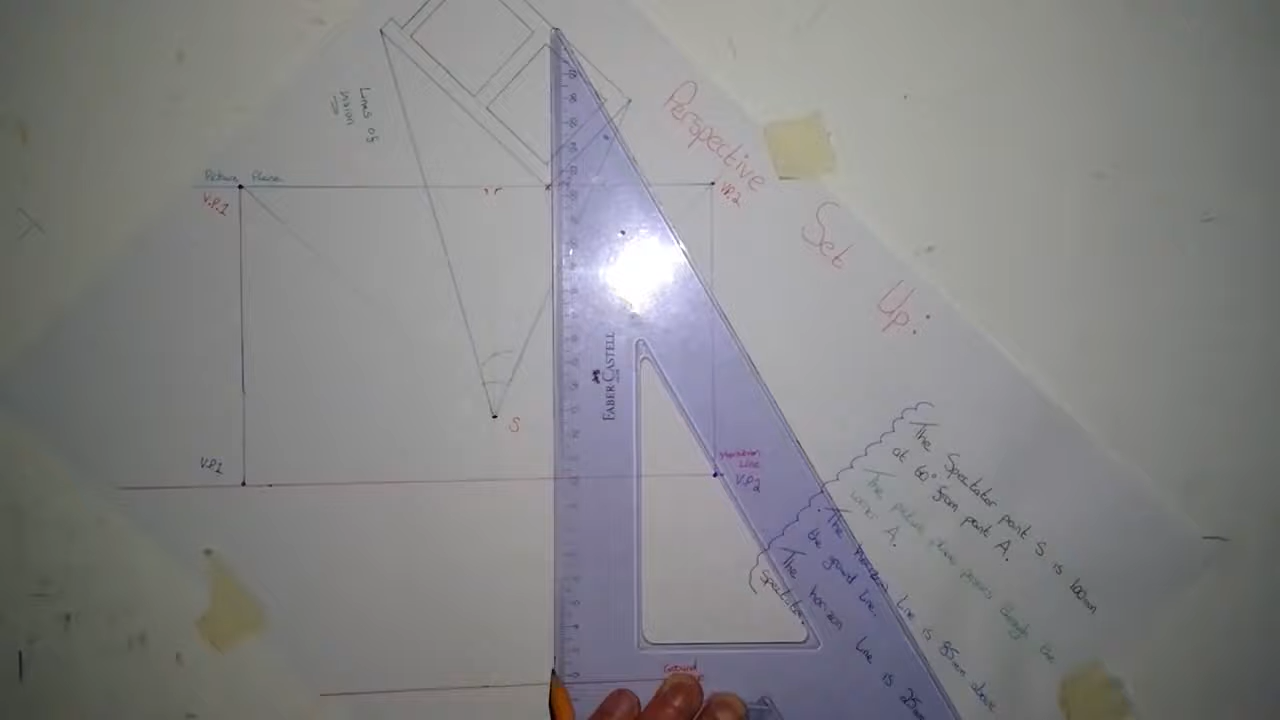 Perspective
Set
Up:
Lines of
Vision
Picture Plane
V.P.1
V.P.2
S
V.P.1
Horizon
Line
V.P.2
FABER-CASTELL
The Spectator point S is 100mm
at 60° from point A.
The picture plane passes through the
corner A.
The horizon line is 85mm above
the ground line.
The horizon line is 25mm
Spectator.
Ground